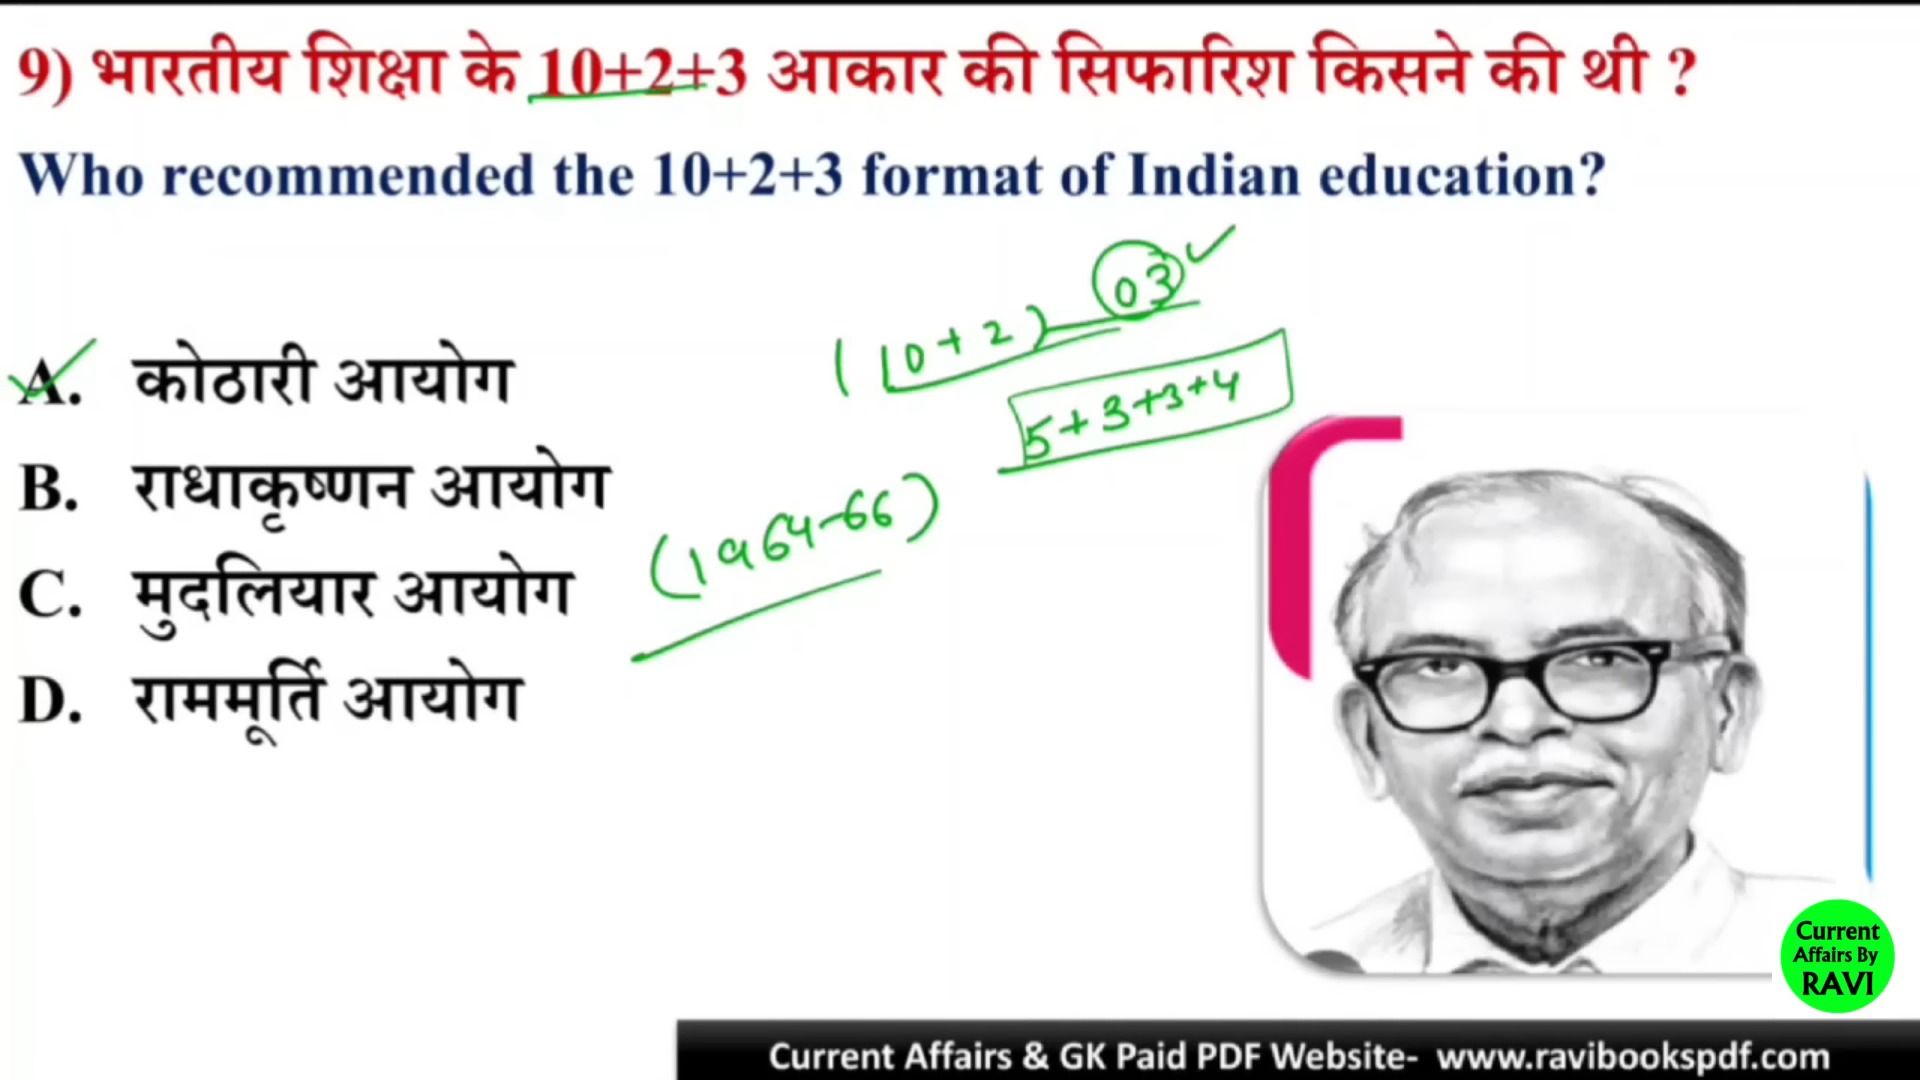 9) भारतीय शिक्षा के 10+2+3 आकार की सिफारिश किसने की थी ?
Who recommended the 10+2+3 format of Indian education?
(10+2) 03
5+3+3+4
A. कोठारी आयोग
B. राधाकृष्णन आयोग
(1964-66)
C. मुदलियार आयोग
D. राममूर्ति आयोग
Current
Affairs By
RAVI
Current Affairs & GK Paid PDF Website- www.ravibookspdf.com